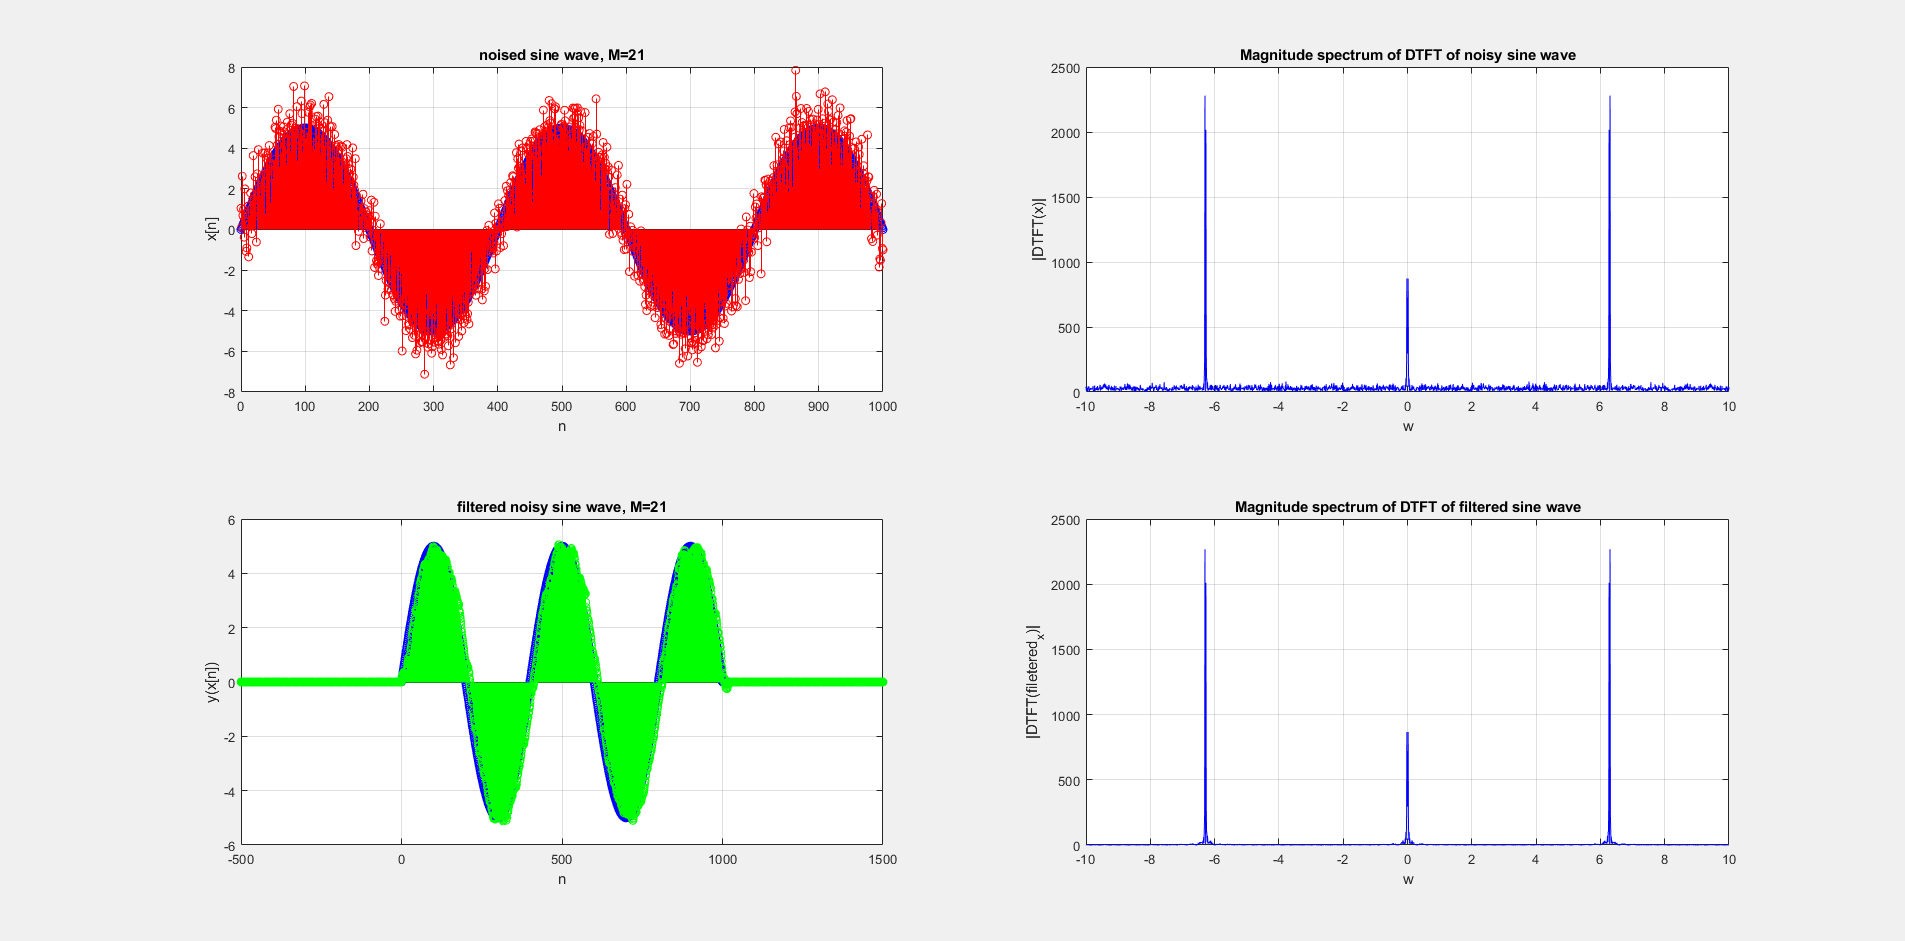 noised sine wave, M=21
x[n]
8
6
4
2
0
-2
-4
-6
-8
0 100 200 300 400 500 600 700 800 900 1000
n
Magnitude spectrum of DTFT of noisy sine wave
|DTFT(x)|
2500
2000
1500
1000
500
0
-10 -8 -6 -4 -2 0 2 4 6 8 10
w
filtered noisy sine wave, M=21
y(x[n])
6
4
2
0
-2
-4
-6
-500 0 500 1000 1500
n
Magnitude spectrum of DTFT of filtered sine wave
|DTFT(filetered_x)|
2500
2000
1500
1000
500
0
-10 -8 -6 -4 -2 0 2 4 6 8 10
w